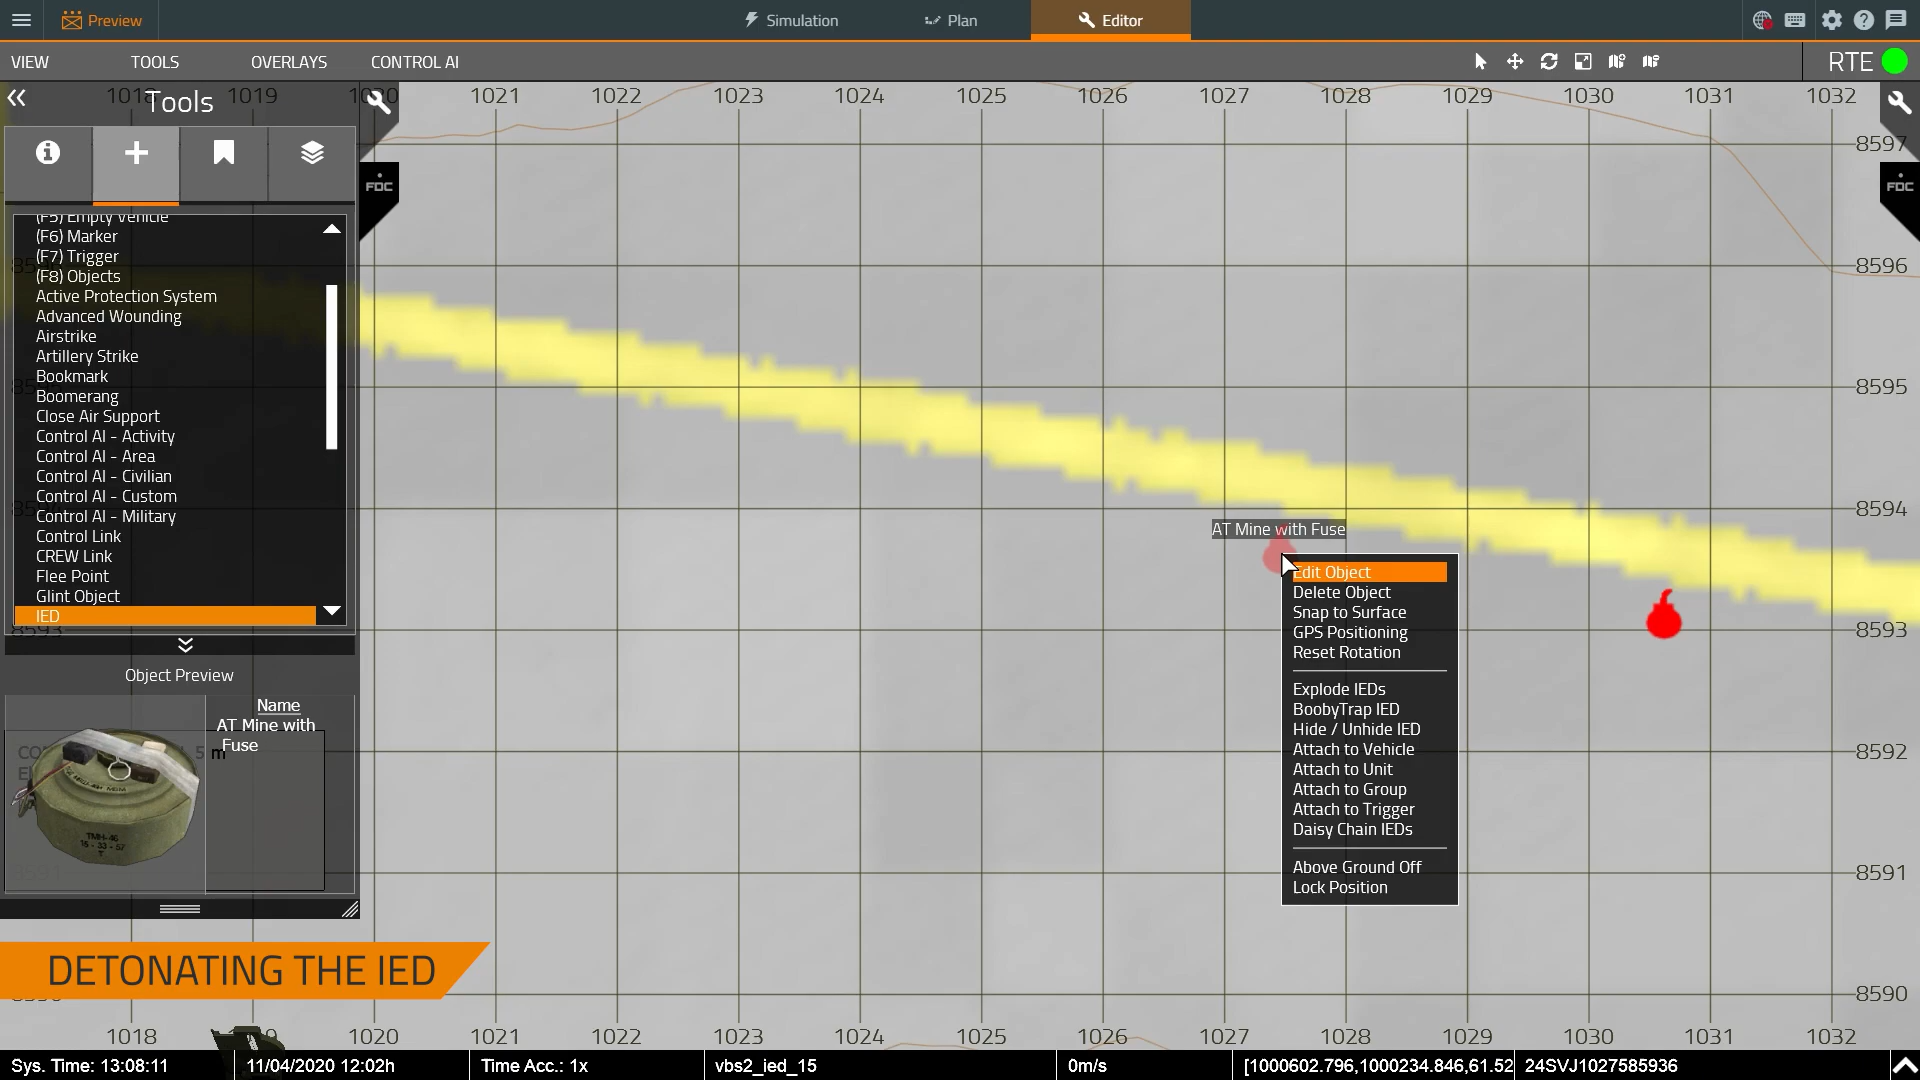 Preview
Simulation
Plan
Editor
VIEW
TOOLS
OVERLAYS
CONTROL AI
RTE
Tools
1018 1019 1020 1021 1022 1023 1024 1025 1026 1027 1028 1029 1030 1031 1032
FDC
FDC
(F5) Empty Vehicle
(F6) Marker
(F7) Trigger
(F8) Objects
Active Protection System
Advanced Wounding
Airstrike
Artillery Strike
Bookmark
Boomerang
Close Air Support
Control AI - Activity
Control AI - Area
Control AI - Civilian
Control AI - Custom
Control AI - Military
Control Link
CREW Link
Flee Point
Glint Object
IED
Object Preview
Name
AT Mine with
Fuse
5 m
TMH-46
AT Mine with Fuse
Edit Object
Delete Object
Snap to Surface
GPS Positioning
Reset Rotation
Explode IEDs
BoobyTrap IED
Hide / Unhide IED
Attach to Vehicle
Attach to Unit
Attach to Group
Attach to Trigger
Daisy Chain IEDs
Above Ground Off
Lock Position
8597
8596
8595
8594
8593
8592
8591
8590
DETONATING THE IED
1018 1020 1021 1022 1023 1024 1025 1026 1027 1028 1029 1030 1031 1032
Sys. Time: 13:08:11
11/04/2020 12:02h
Time Acc.: 1x
vbs2_ied_15
0m/s
[1000602.796,1000234.846,61.52
24SVJ1027585936